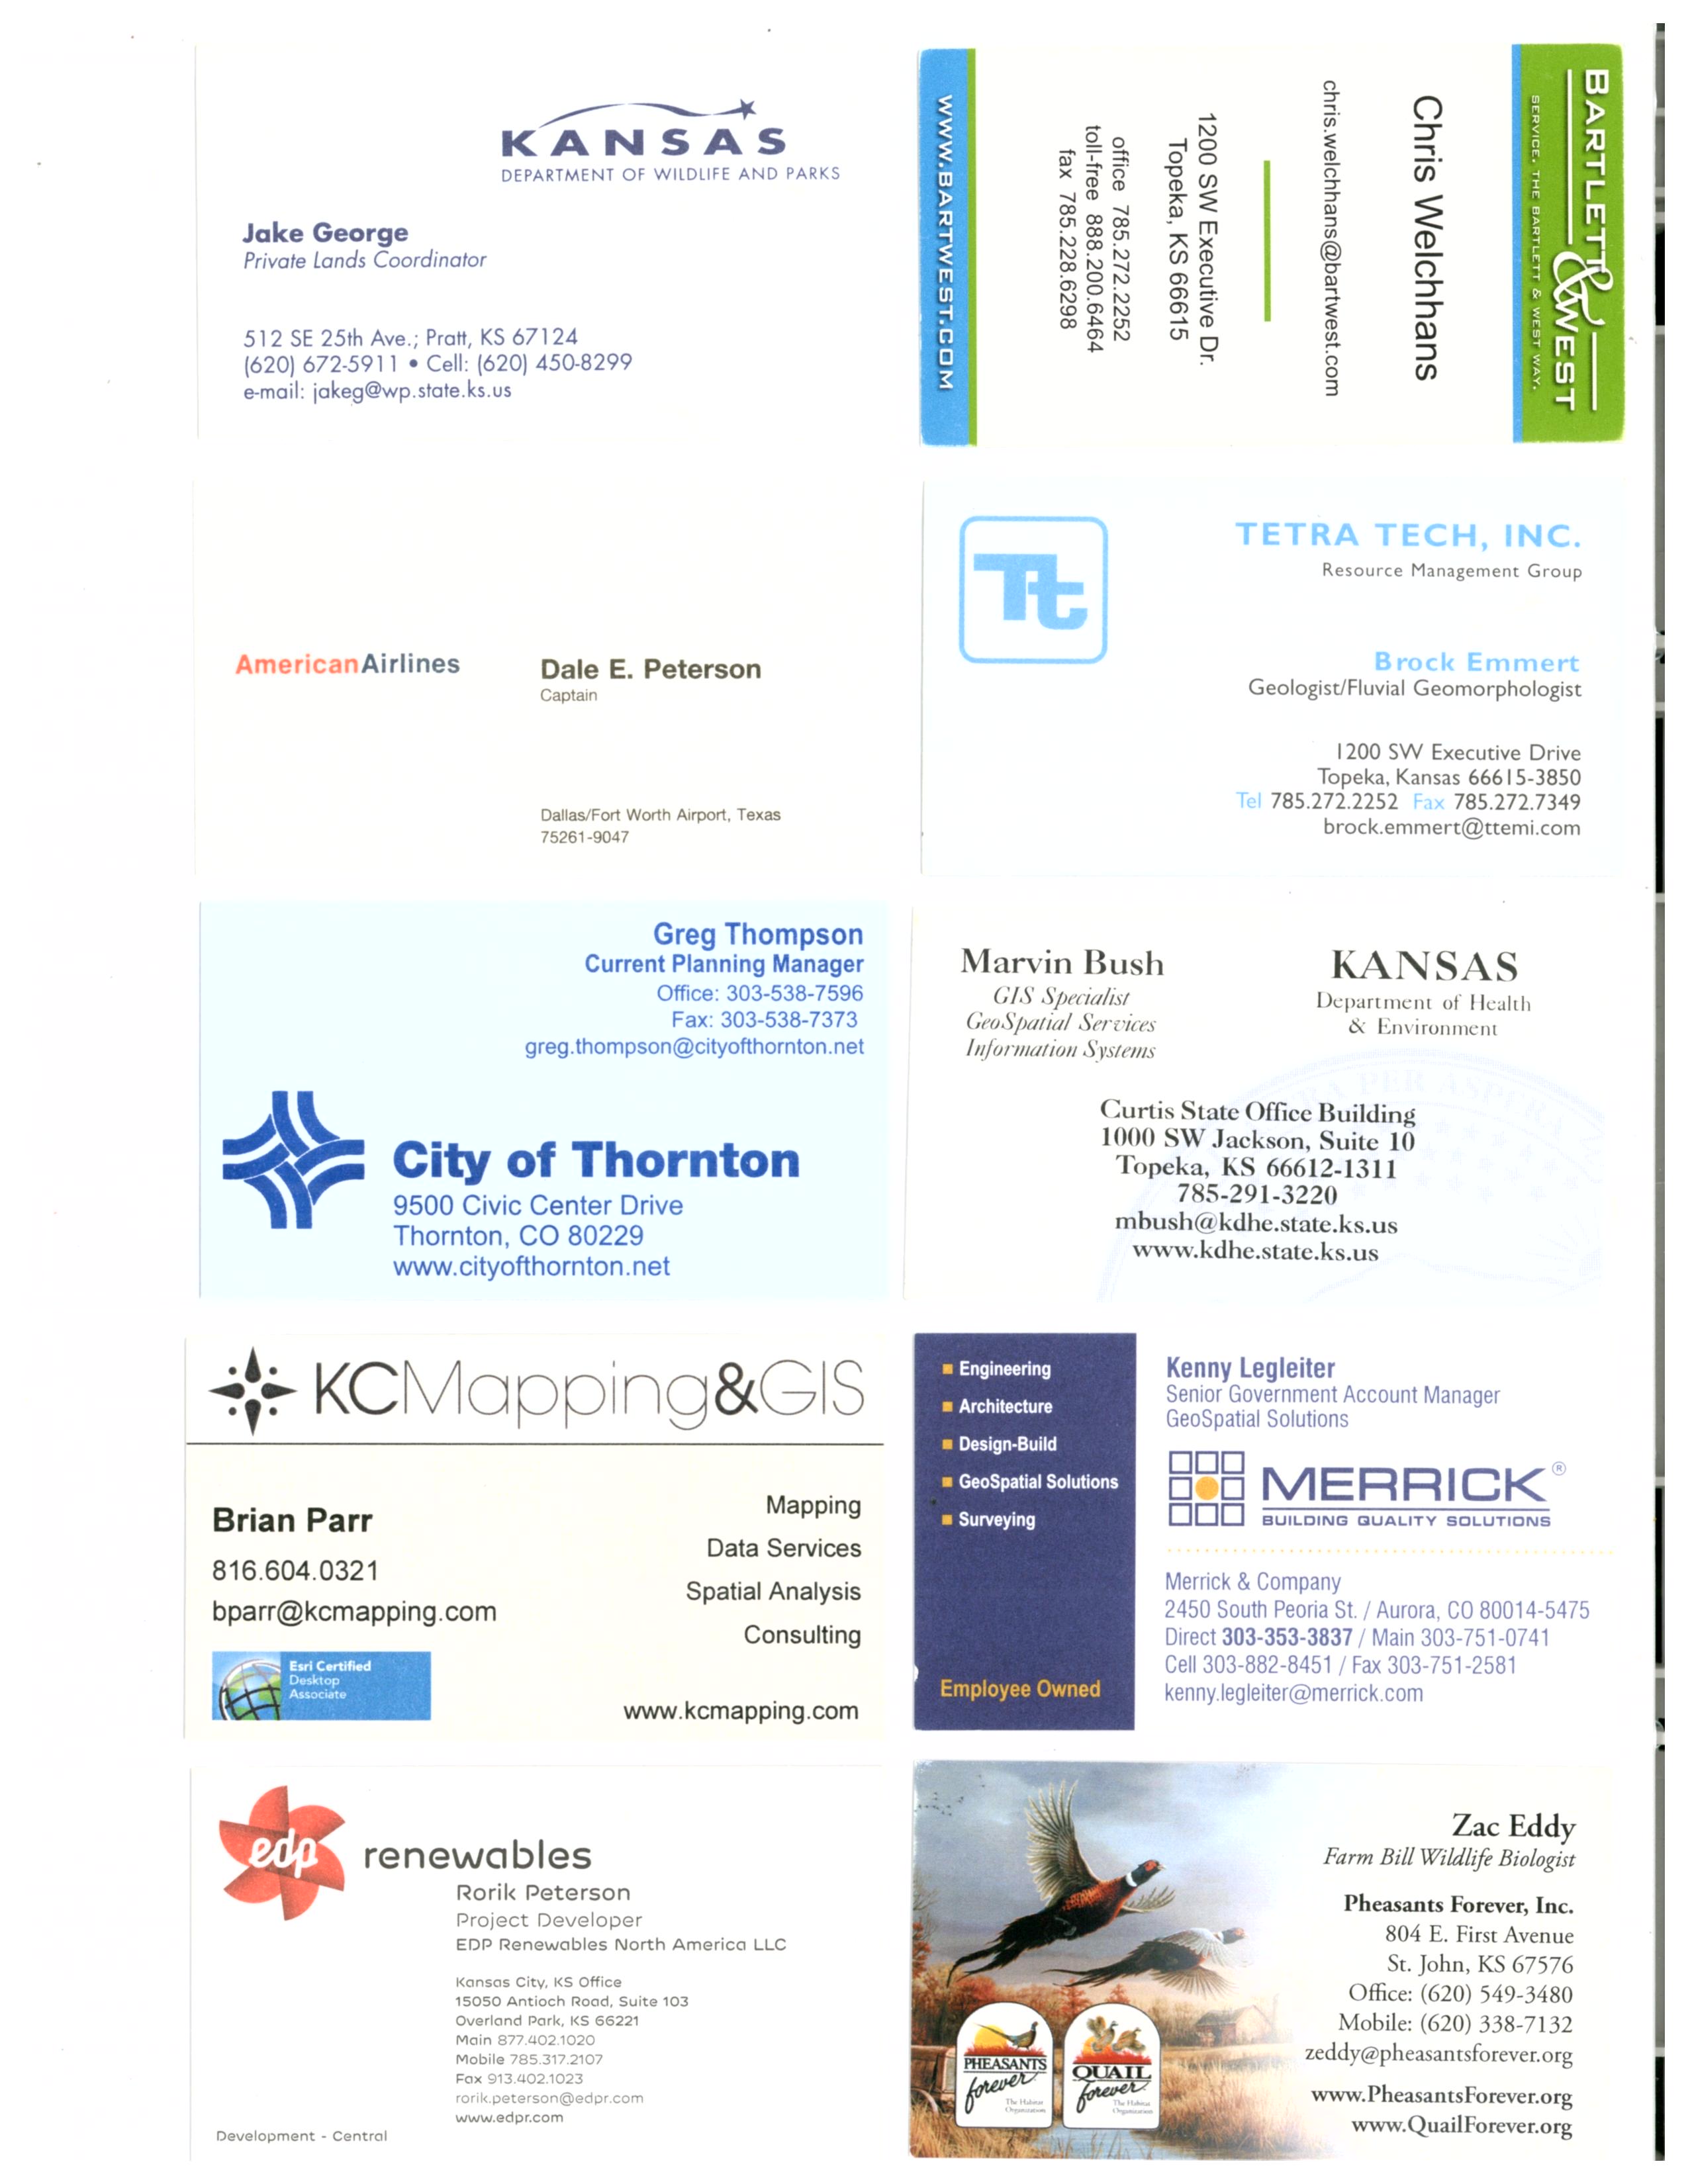 KANSAS
DEPARTMENT OF WILDLIFE AND PARKS
Jake George
Private Lands Coordinator
512 SE 25th Ave.; Pratt, KS 67124
(620) 672-5911 • Cell: (620) 450-8299
e-mail: jakeg@wp.state.ks.us
BARTLETT & WEST
SERVICE. THE BARTLETT & WEST WAY.
Chris Welchhans
chris.welchhans@bartwest.com
1200 SW Executive Dr.
Topeka, KS 66615
office 785.272.2252
toll-free 888.200.6464
fax 785.228.6298
WWW.BARTWEST.COM
AmericanAirlines
Dale E. Peterson
Captain
Dallas/Fort Worth Airport, Texas
75261-9047
Tt
TETRA TECH, INC.
Resource Management Group
Brock Emmert
Geologist/Fluvial Geomorphologist
1200 SW Executive Drive
Topeka, Kansas 66615-3850
Tel 785.272.2252 Fax 785.272.7349
brock.emmert@ttemi.com
Greg Thompson
Current Planning Manager
Office: 303-538-7596
Fax: 303-538-7373
greg.thompson@cityofthornton.net
City of Thornton
9500 Civic Center Drive
Thornton, CO 80229
www.cityofthornton.net
Marvin Bush
GIS Specialist
GeoSpatial Services
Information Systems
KANSAS
Department of Health
& Environment
Curtis State Office Building
1000 SW Jackson, Suite 10
Topeka, KS 66612-1311
785-291-3220
mbush@kdhe.state.ks.us
www.kdhe.state.ks.us
PER ASPERA
KCMapping&GIS
Brian Parr
816.604.0321
bparr@kcmapping.com
Esri Certified
Desktop
Associate
Mapping
Data Services
Spatial Analysis
Consulting
www.kcmapping.com
Engineering
Architecture
Design-Build
GeoSpatial Solutions
Surveying
Employee Owned
Kenny Legleiter
Senior Government Account Manager
GeoSpatial Solutions
MERRICK®
BUILDING QUALITY SOLUTIONS
Merrick & Company
2450 South Peoria St. / Aurora, CO 80014-5475
Direct 303-353-3837 / Main 303-751-0741
Cell 303-882-8451 / Fax 303-751-2581
kenny.legleiter@merrick.com
edp renewables
Rorik Peterson
Project Developer
EDP Renewables North America LLC
Kansas City, KS Office
15050 Antioch Road, Suite 103
Overland Park, KS 66221
Main 877.402.1020
Mobile 785.317.2107
Fax 913.402.1023
rorik.peterson@edpr.com
www.edpr.com
Development - Central
Zac Eddy
Farm Bill Wildlife Biologist
Pheasants Forever, Inc.
804 E. First Avenue
St. John, KS 67576
Office: (620) 549-3480
Mobile: (620) 338-7132
zeddy@pheasantsforever.org
www.PheasantsForever.org
www.QuailForever.org
PHEASANTS
forever
The Habitat
Organization
QUAIL
forever
The Habitat
Organization